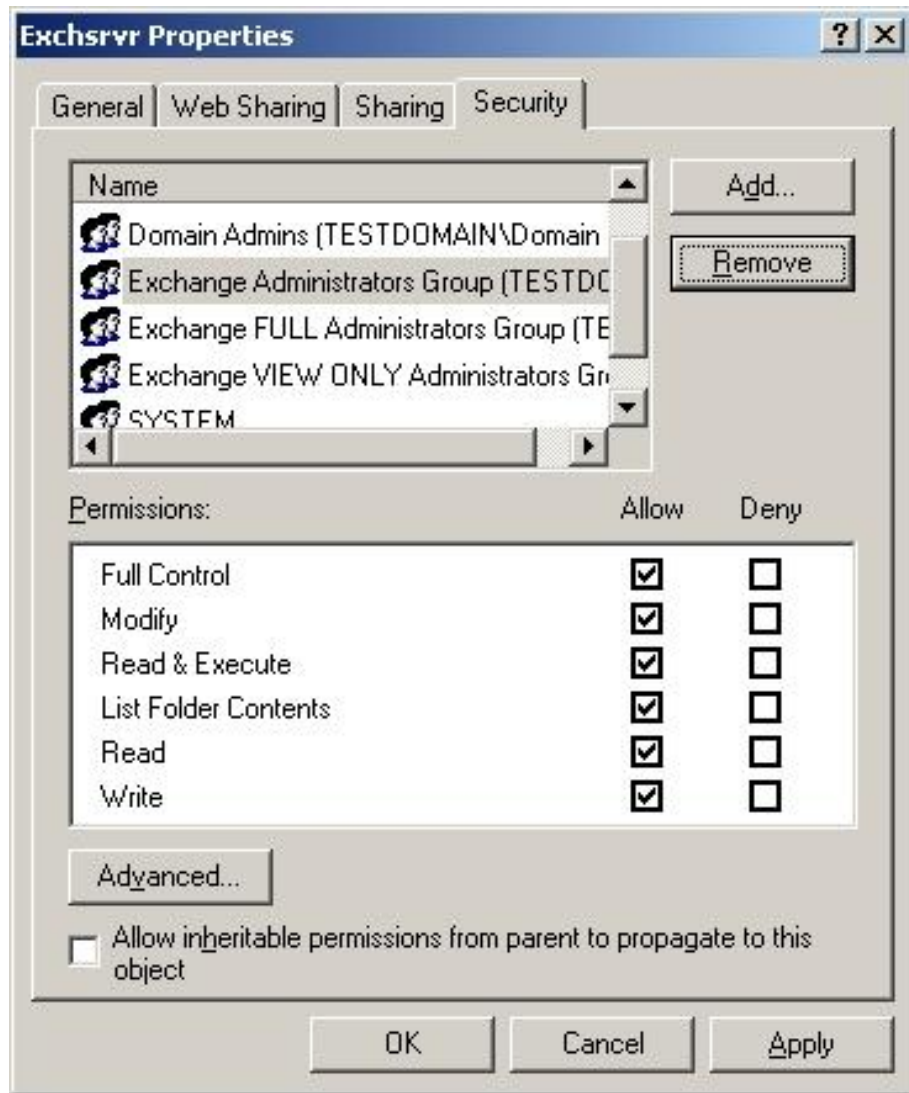 Exchsrvr Properties
General Web Sharing Sharing Security
Name
Add...
Domain Admins (TESTDOMAIN\Domain
Remove
Exchange Administrators Group (TESTDC
Exchange FULL Administrators Group (TE
Exchange VIEW ONLY Administrators Gr
SYSTEM
Permissions: Allow Deny
Full Control
Modify
Read & Execute
List Folder Contents
Read
Write
Advanced...
Allow inheritable permissions from parent to propagate to this
object
OK Cancel Apply